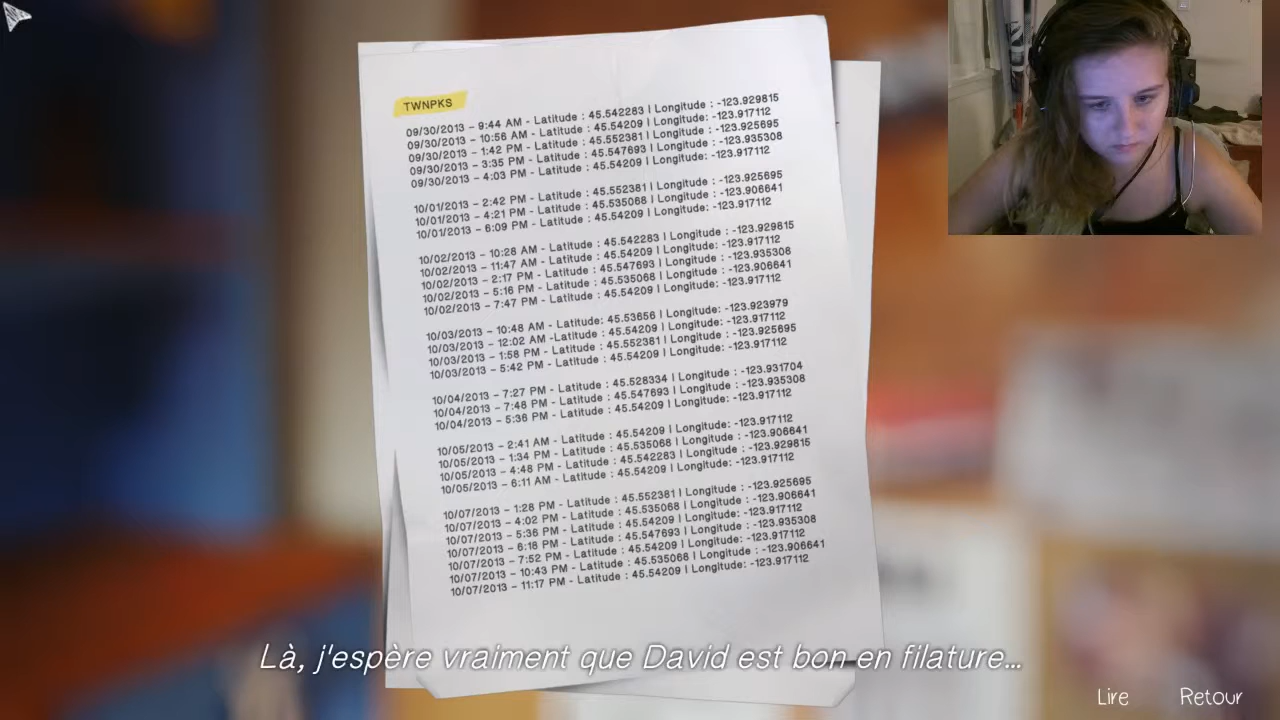 TWNPKS
09/30/2013 - 9:44 AM - Latitude : 45.542283 | Longitude : -123.929815
09/30/2013 - 10:56 AM - Latitude : 45.54209 | Longitude: -123.917112
09/30/2013 - 1:42 PM - Latitude : 45.552381 | Longitude : -123.925695
09/30/2013 - 3:35 PM - Latitude : 45.547693 | Longitude : -123.935308
09/30/2013 - 4:03 PM - Latitude : 45.54209 | Longitude: -123.917112
10/01/2013 - 2:42 PM - Latitude : 45.552381 | Longitude : -123.925695
10/01/2013 - 4:21 PM - Latitude : 45.535068 | Longitude : -123.906641
10/01/2013 - 6:09 PM - Latitude : 45.54209 | Longitude: -123.917112
10/02/2013 - 10:28 AM - Latitude : 45.542283 | Longitude : -123.929815
10/02/2013 - 11:47 AM - Latitude : 45.54209 | Longitude: -123.917112
10/02/2013 - 2:17 PM - Latitude : 45.547693 | Longitude : -123.935308
10/02/2013 - 5:16 PM - Latitude : 45.535068 | Longitude : -123.906641
10/02/2013 - 7:47 PM - Latitude : 45.54209 | Longitude: -123.917112
10/03/2013 - 10:48 AM - Latitude: 45.53656 | Longitude: -123.923979
10/03/2013 - 12:02 AM -Latitude : 45.54209 | Longitude: -123.917112
10/03/2013 - 1:58 PM - Latitude : 45.552381 | Longitude : -123.925695
10/03/2013 - 5:42 PM - Latitude : 45.54209 | Longitude: -123.917112
10/04/2013 - 7:27 PM - Latitude : 45.528334 | Longitude : -123.931704
10/04/2013 - 7:48 PM - Latitude : 45.547693 | Longitude : -123.935308
10/04/2013 - 5:36 PM - Latitude : 45.54209 | Longitude: -123.917112
10/05/2013 - 2:41 AM - Latitude : 45.54209 | Longitude: -123.917112
10/05/2013 - 1:34 PM - Latitude : 45.535068 | Longitude : -123.906641
10/05/2013 - 4:48 PM - Latitude : 45.542283 | Longitude : -123.929815
10/05/2013 - 6:11 AM - Latitude : 45.54209 | Longitude: -123.917112
10/07/2013 - 1:28 PM - Latitude : 45.552381 | Longitude : -123.925695
10/07/2013 - 4:02 PM - Latitude : 45.535068 | Longitude : -123.906641
10/07/2013 - 5:36 PM - Latitude : 45.54209 | Longitude: -123.917112
10/07/2013 - 6:18 PM - Latitude : 45.547693 | Longitude : -123.935308
10/07/2013 - 7:52 PM - Latitude : 45.54209 | Longitude: -123.917112
10/07/2013 - 10:43 PM - Latitude : 45.535068 | Longitude : -123.906641
10/07/2013 - 11:17 PM - Latitude : 45.54209 | Longitude: -123.917112
Là, j'espère vraiment que David est bon en filature...
Lire Retour